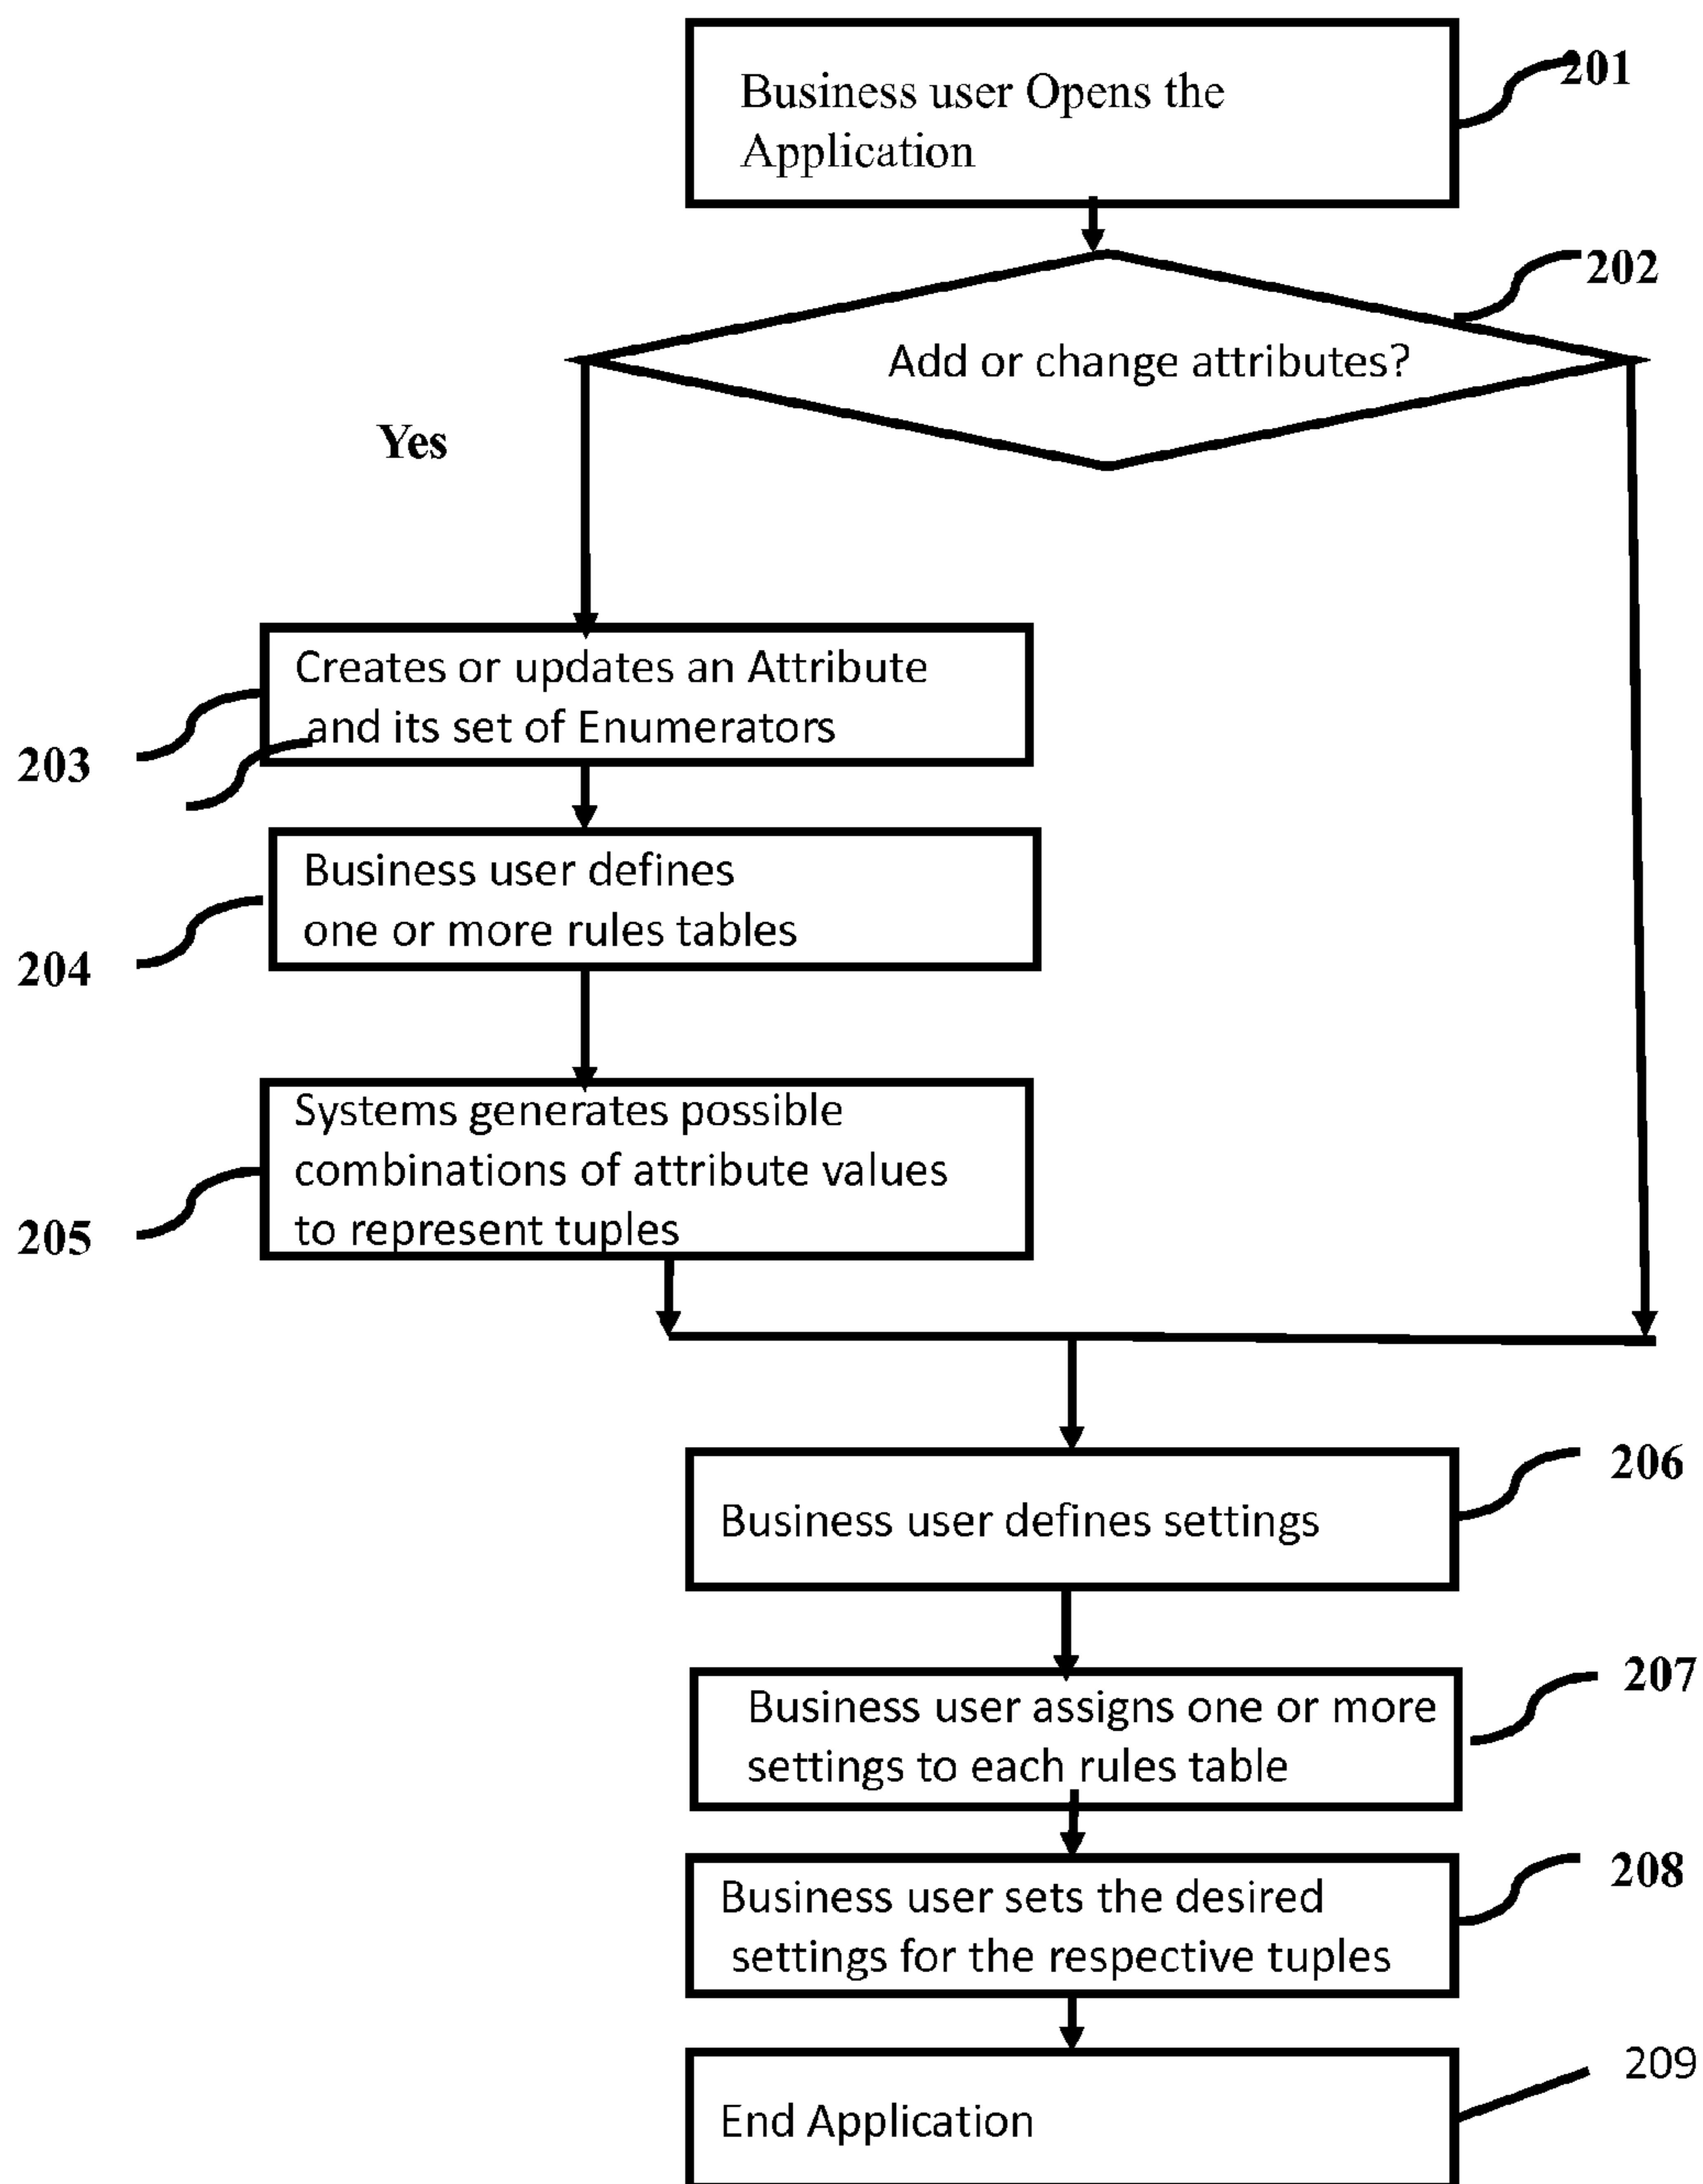 Business user Opens the
Application
201
202
Add or change attributes?
Yes
Creates or updates an Attribute
and its set of Enumerators
203
Business user defines
one or more rules tables
204
Systems generates possible
combinations of attribute values
to represent tuples
205
206
Business user defines settings
207
Business user assigns one or more
settings to each rules table
208
Business user sets the desired
settings for the respective tuples
209
End Application